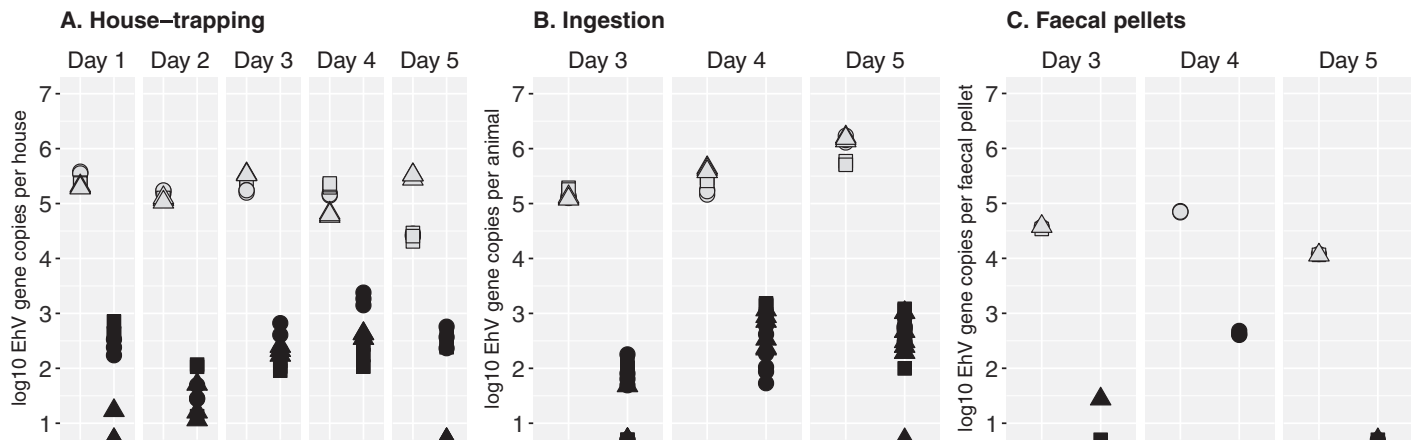 A. House–trapping
Day 1 Day 2 Day 3 Day 4 Day 5
log10 EhV gene copies per house
7
6
5
4
3
2
1
B. Ingestion
Day 3 Day 4 Day 5
log10 EhV gene copies per animal
7
6
5
4
3
2
1
C. Faecal pellets
Day 3 Day 4 Day 5
log10 EhV gene copies per faecal pellet
7
6
5
4
3
2
1